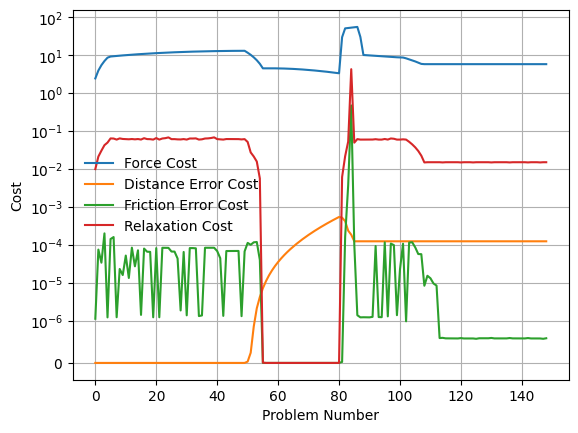 10²
10¹
10⁰
10⁻¹
10⁻²
10⁻³
10⁻⁴
10⁻⁵
10⁻⁶
0
Cost
Force Cost
Distance Error Cost
Friction Error Cost
Relaxation Cost
0 20 40 60 80 100 120 140
Problem Number